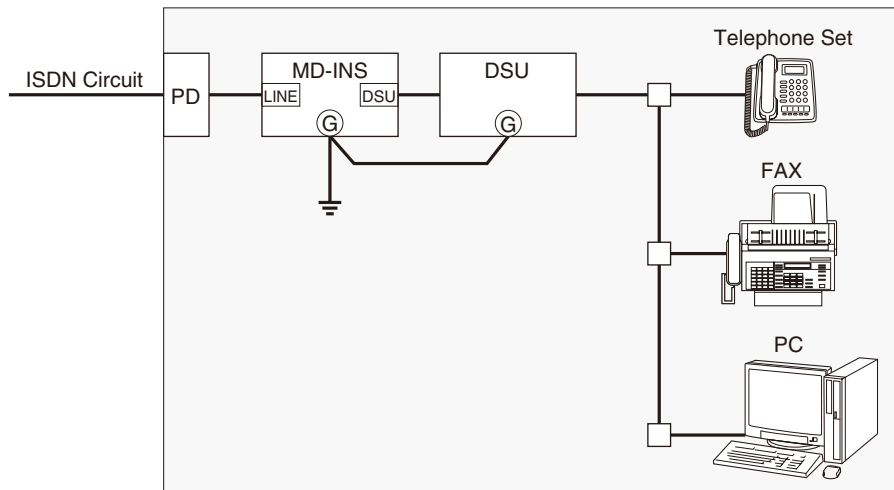 Telephone Set
ISDN Circuit
PD
MD-INS
LINE
DSU
G
DSU
G
FAX
PC